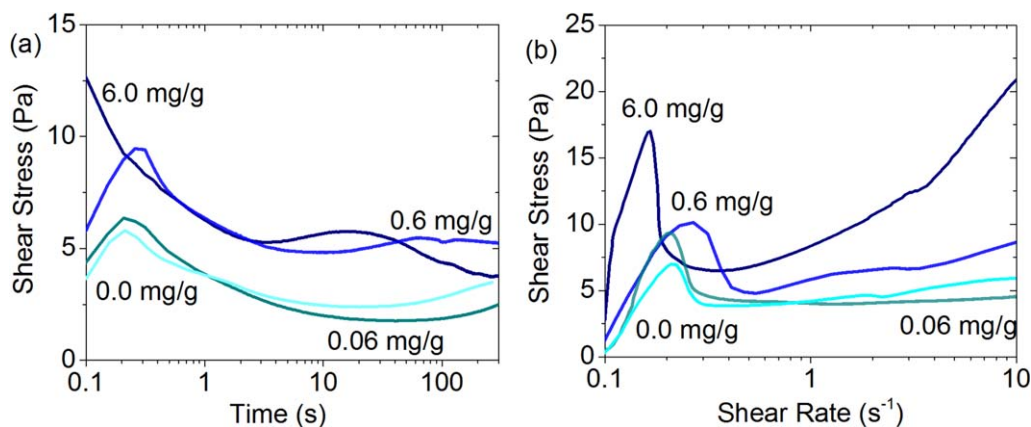 (a)
Shear Stress (Pa)
15
10
5
0
6.0 mg/g
0.6 mg/g
0.0 mg/g
0.06 mg/g
0.1
1
10
100
Time (s)
(b)
Shear Stress (Pa)
25
20
15
10
5
0
6.0 mg/g
0.6 mg/g
0.0 mg/g
0.06 mg/g
0.1
1
10
Shear Rate (s⁻¹)